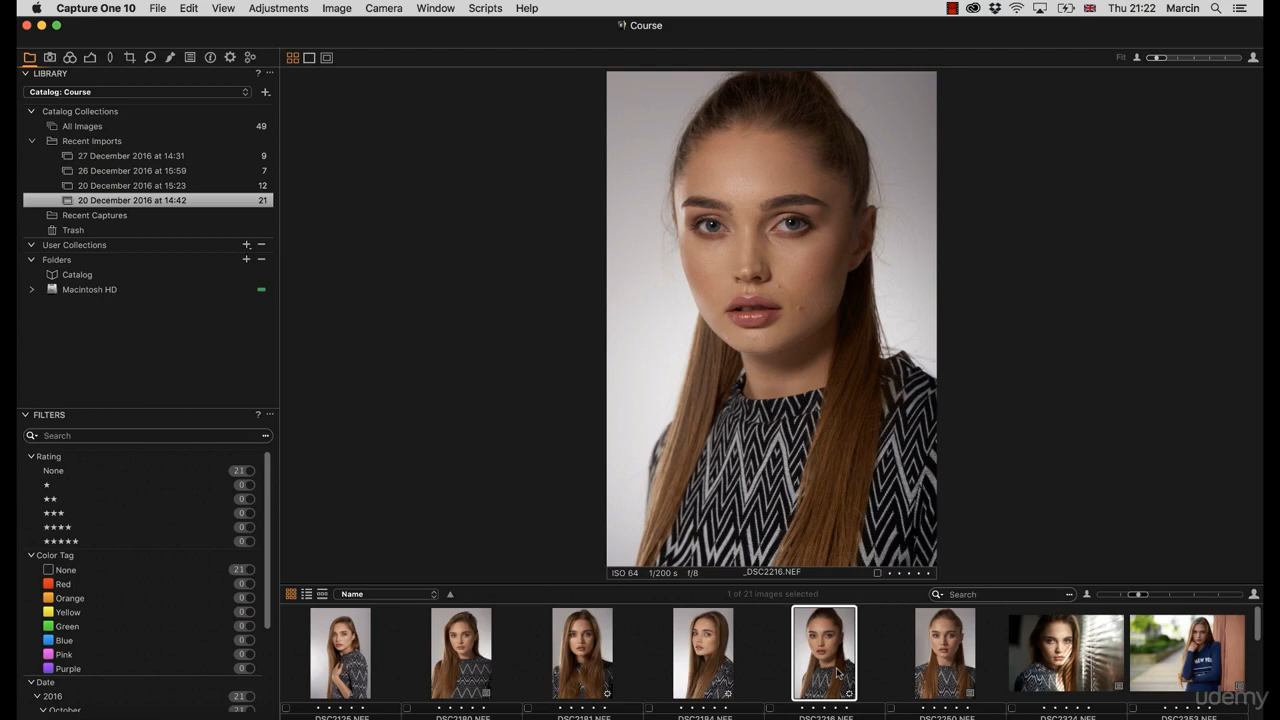 Capture One 10 File Edit View Adjustments Image Camera Window Scripts Help Thu 21:22 Marcin
Course
LIBRARY ? ...
Fit
Catalog: Course
Catalog Collections
All Images 49
Recent Imports
27 December 2016 at 14:31 9
26 December 2016 at 15:59 7
20 December 2016 at 15:23 12
20 December 2016 at 14:42 21
Recent Captures
Trash
User Collections
Folders
Catalog
Macintosh HD
FILTERS ? ...
Search
Rating
None 21
★ 0
★★ 0
★★★ 0
★★★★ 0
★★★★★ 0
Color Tag
None 21
Red 0
Orange 0
Yellow 0
Green 0
Blue 0
Pink 0
Purple 0
Date
2016 21
October
ISO 64 1/200 s f/8 _DSC2216.NEF
Name 1 of 21 images selected Search
NEW
udemy